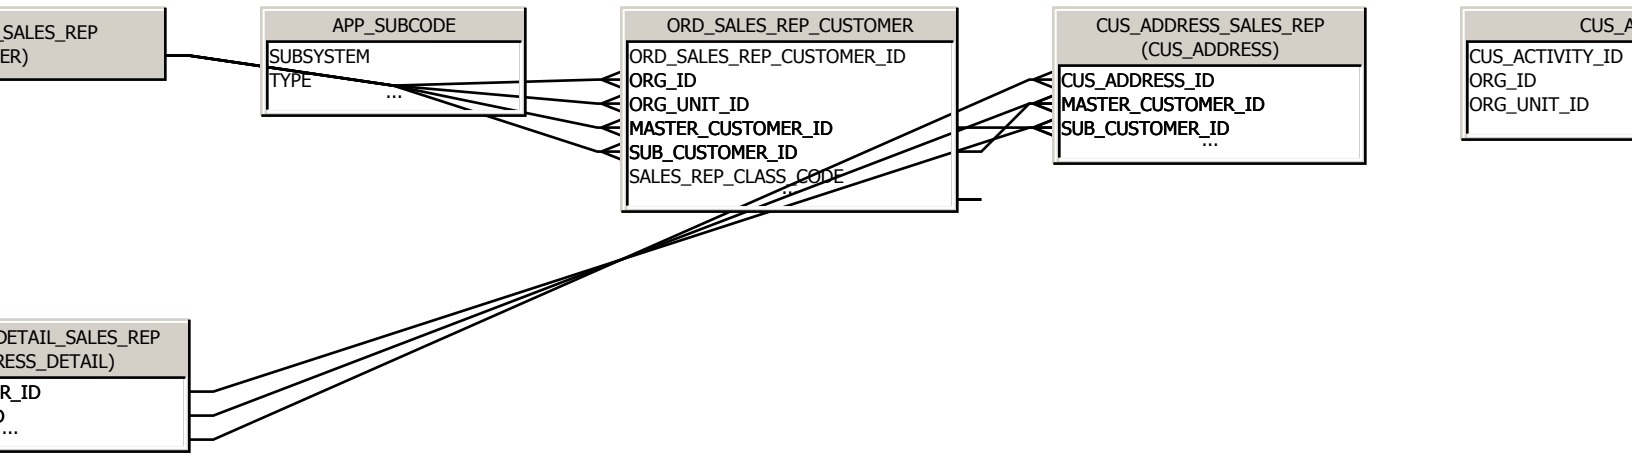 _SALES_REP
ER)
APP_SUBCODE
SUBSYSTEM
TYPE
...
ORD_SALES_REP_CUSTOMER
ORD_SALES_REP_CUSTOMER_ID
ORG_ID
ORG_UNIT_ID
MASTER_CUSTOMER_ID
SUB_CUSTOMER_ID
SALES_REP_CLASS_CODE
...
CUS_ADDRESS_SALES_REP
(CUS_ADDRESS)
CUS_ADDRESS_ID
MASTER_CUSTOMER_ID
SUB_CUSTOMER_ID
...
CUS_A
CUS_ACTIVITY_ID
ORG_ID
ORG_UNIT_ID
DETAIL_SALES_REP
RESS_DETAIL)
R_ID
D
...